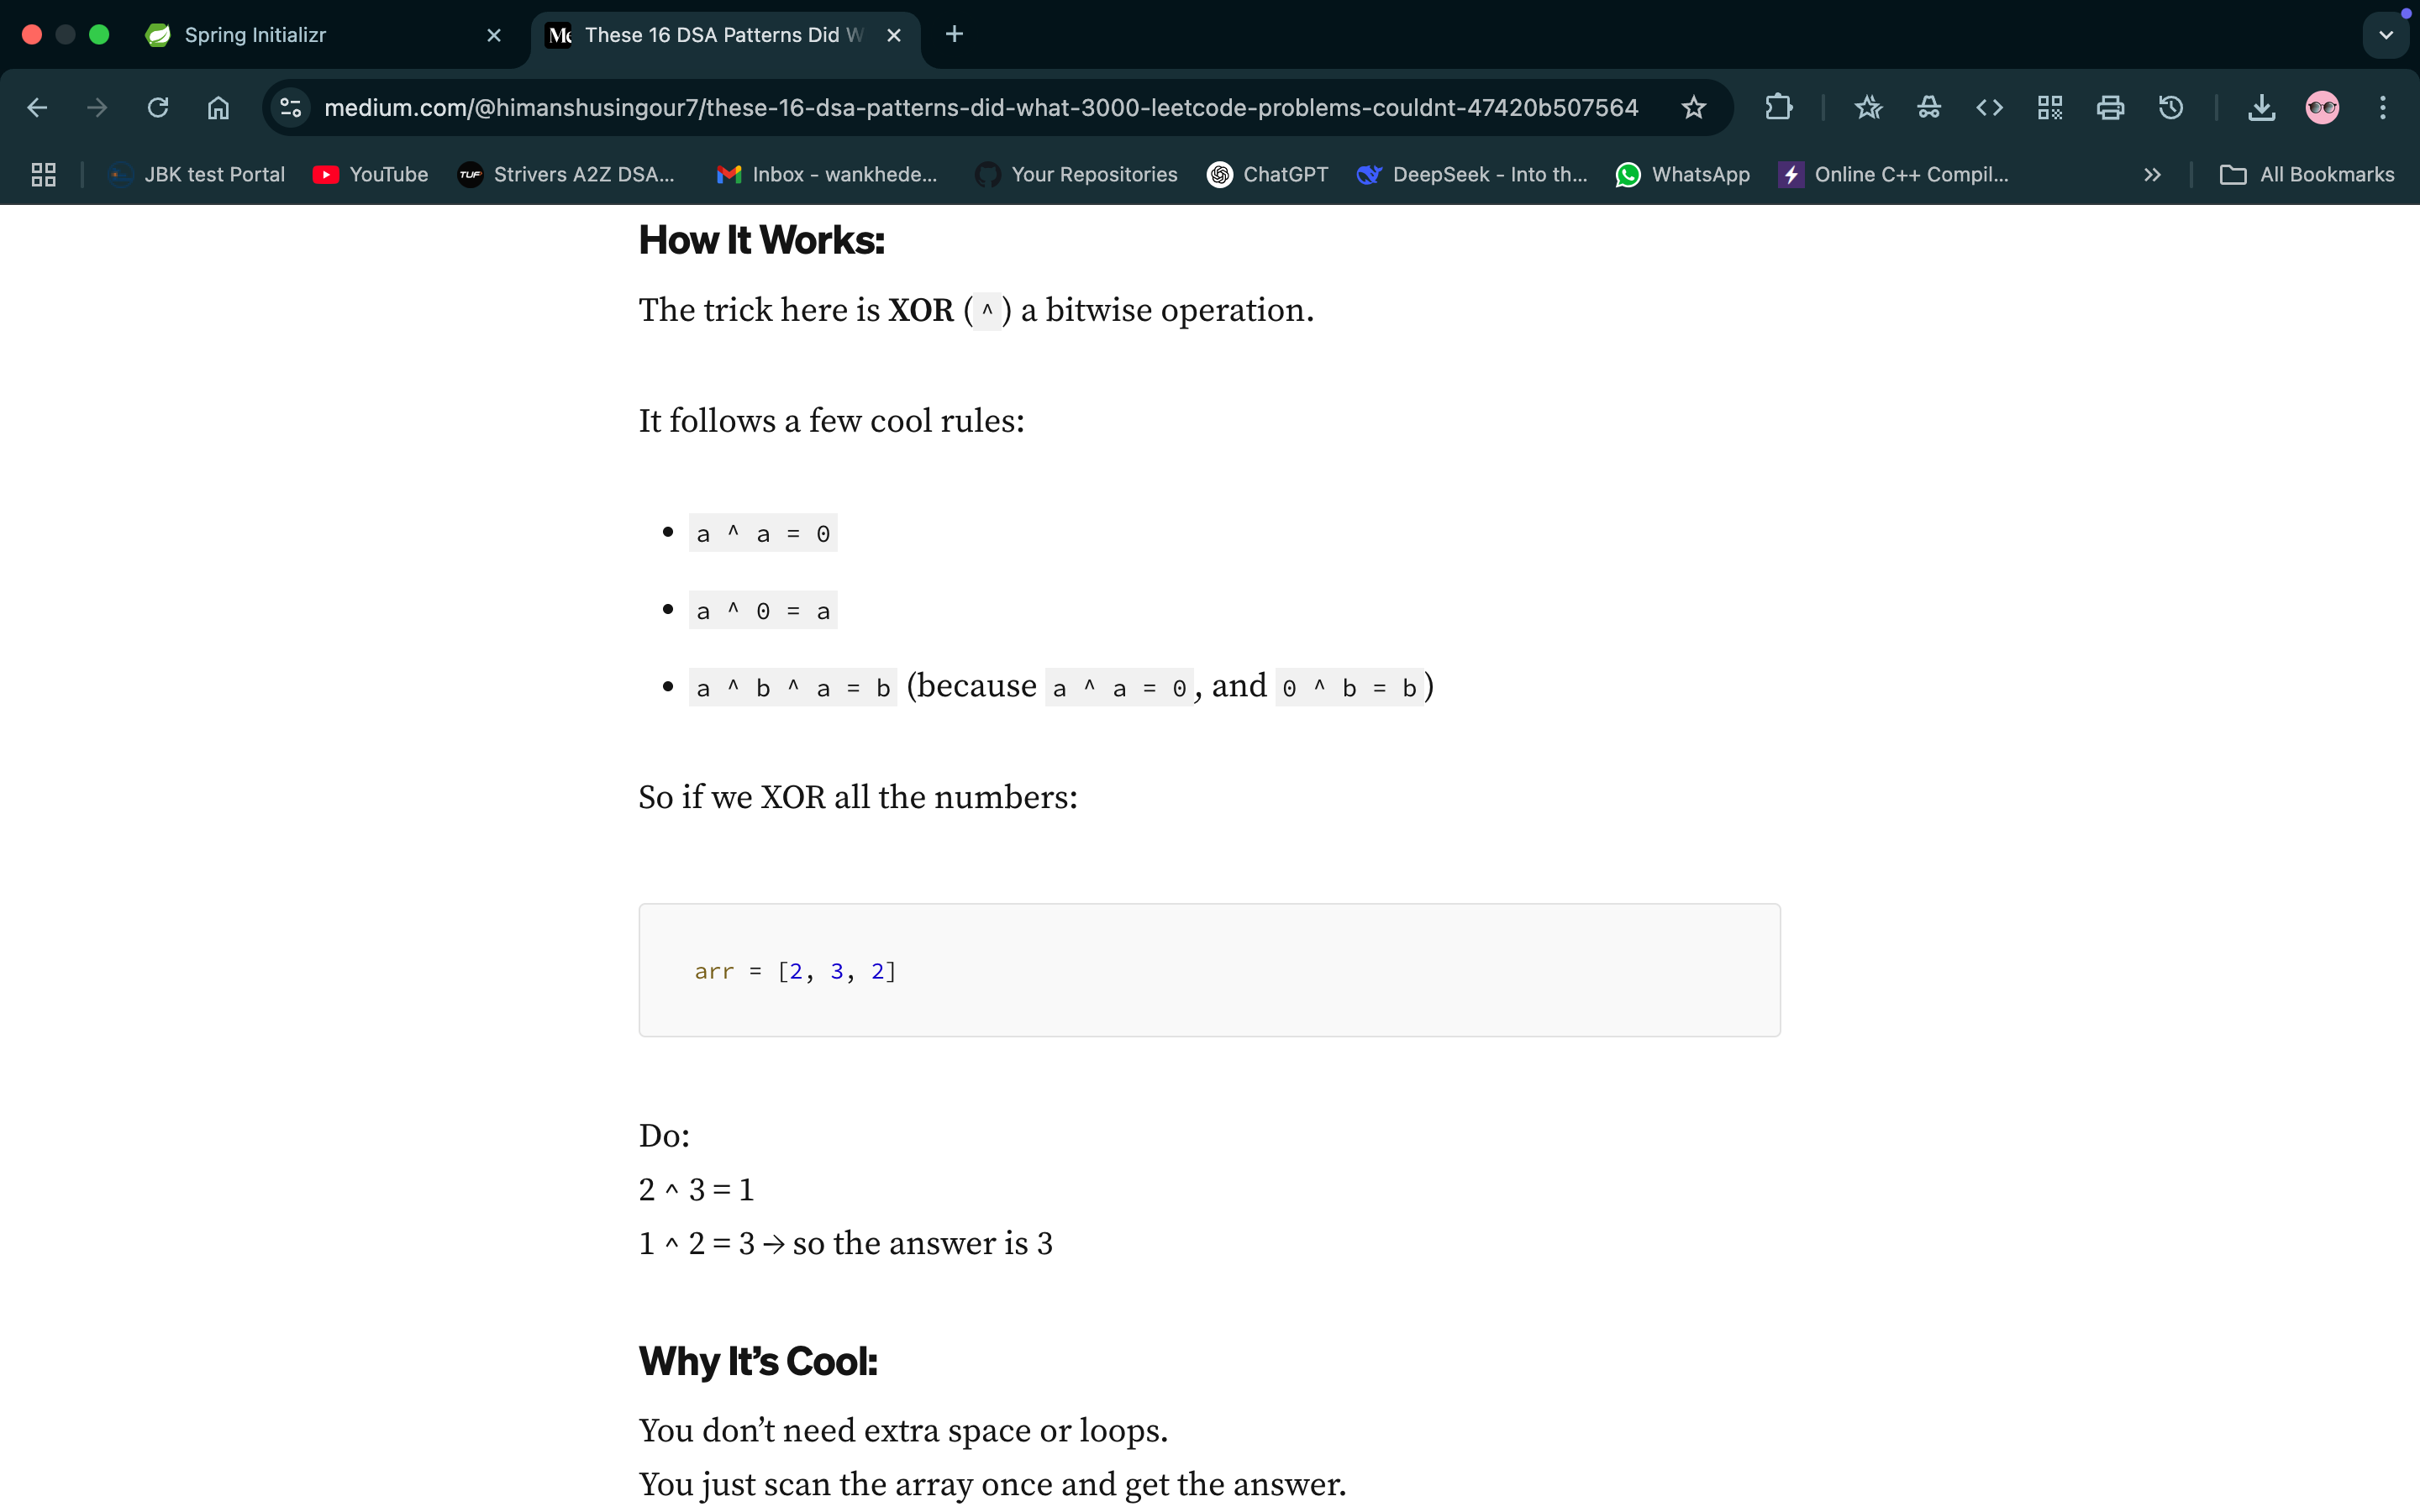 Spring Initializr
These 16 DSA Patterns Did W
medium.com/@himanshusingour7/these-16-dsa-patterns-did-what-3000-leetcode-problems-couldnt-47420b507564
JBK test Portal YouTube TUF Strivers A2Z DSA... Inbox - wankhede... Your Repositories ChatGPT DeepSeek - Into th... WhatsApp Online C++ Compil... All Bookmarks
How It Works:
The trick here is XOR (^) a bitwise operation.
It follows a few cool rules:
• a ^ a = 0
• a ^ 0 = a
• a ^ b ^ a = b (because a ^ a = 0, and 0 ^ b = b)
So if we XOR all the numbers:
arr = [2, 3, 2]
Do:
2 ^ 3 = 1
1 ^ 2 = 3 → so the answer is 3
Why It’s Cool:
You don’t need extra space or loops.
You just scan the array once and get the answer.